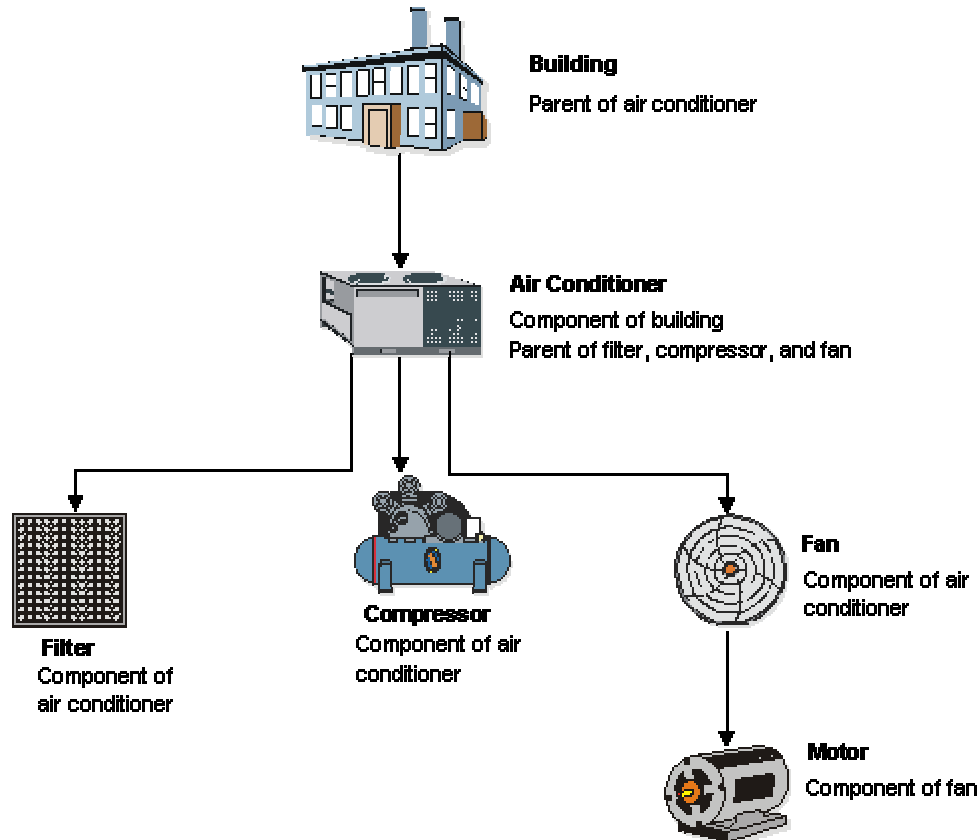 Building
Parent of air conditioner
Air Conditioner
Component of building
Parent of filter, compressor, and fan
Filter
Component of
air conditioner
Compressor
Component of air
conditioner
Fan
Component of air
conditioner
Motor
Component of fan